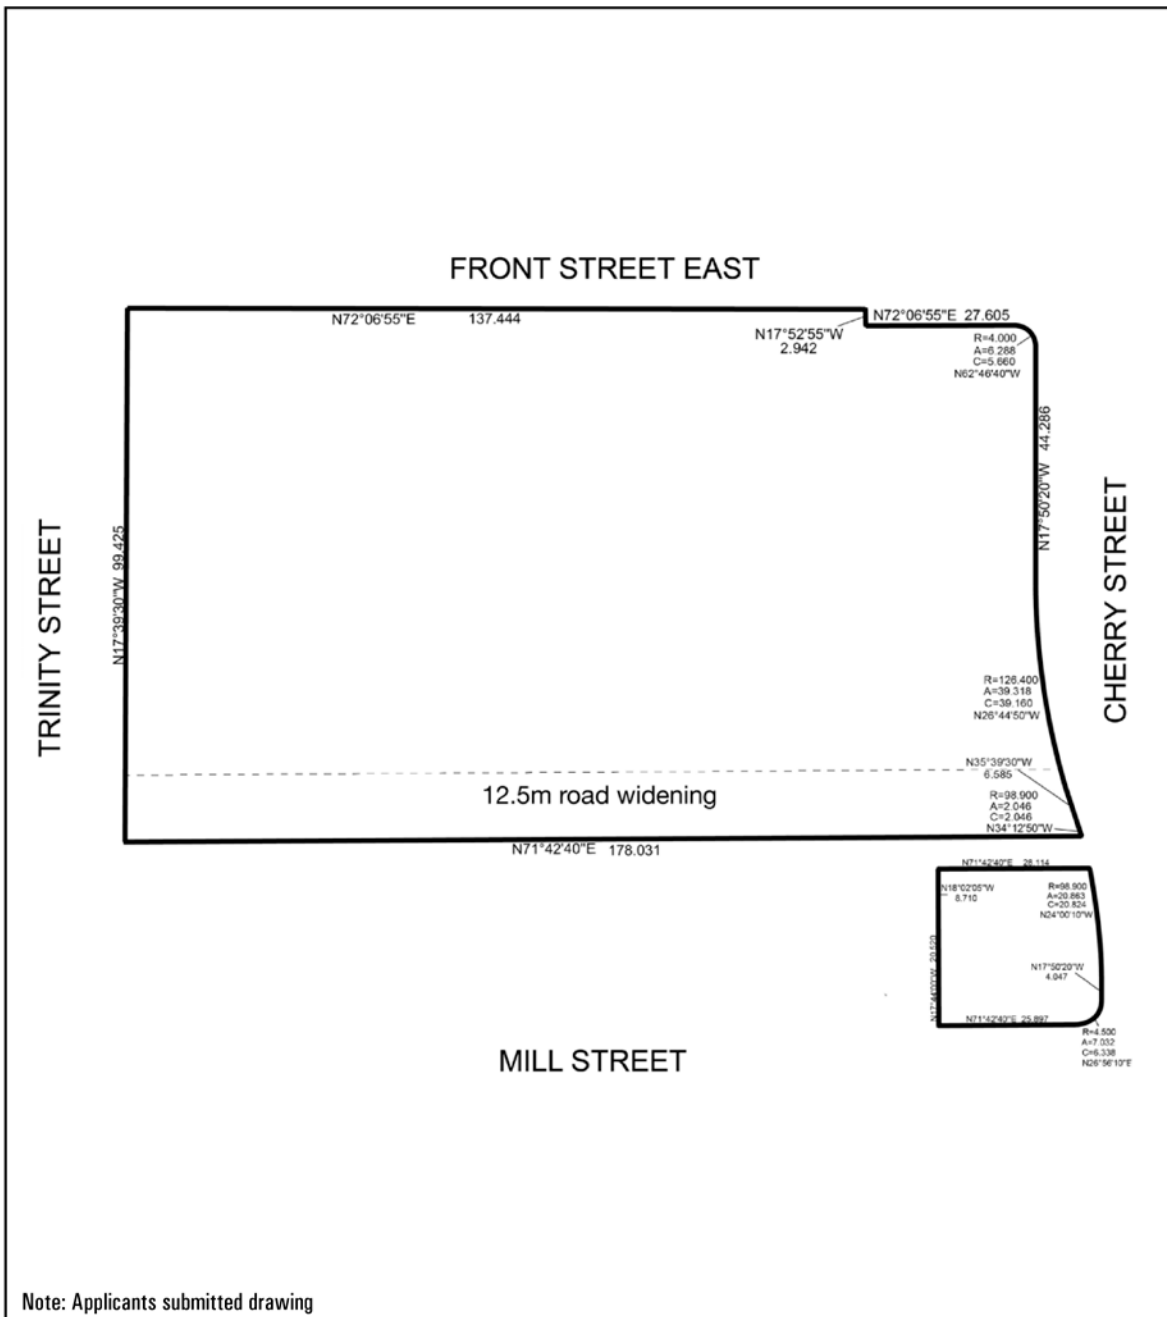 FRONT STREET EAST
N72°06'55"E 137.444
N72°06'55"E 27.605
N17°52'55"W
2.942
R=4.000
A=6.288
C=5.660
N62°46'40"W
N17°50'20"W 44.286
TRINITY STREET
N17°39'30"W 99.425
CHERRY STREET
R=126.400
A=39.318
C=39.160
N26°44'50"W
N35°39'30"W
6.585
12.5m road widening
R=98.900
A=2.046
C=2.046
N34°12'50"W
N71°42'40"E 178.031
N71°42'40"E 28.114
N18°02'05"W
8.710
R=98.900
A=20.863
C=20.824
N24°00'10"W
N17°44'00"W 20.520
N17°50'20"W
4.047
N71°42'40"E 25.897
R=4.500
A=7.032
C=6.338
N26°56'10"E
MILL STREET
Note: Applicants submitted drawing